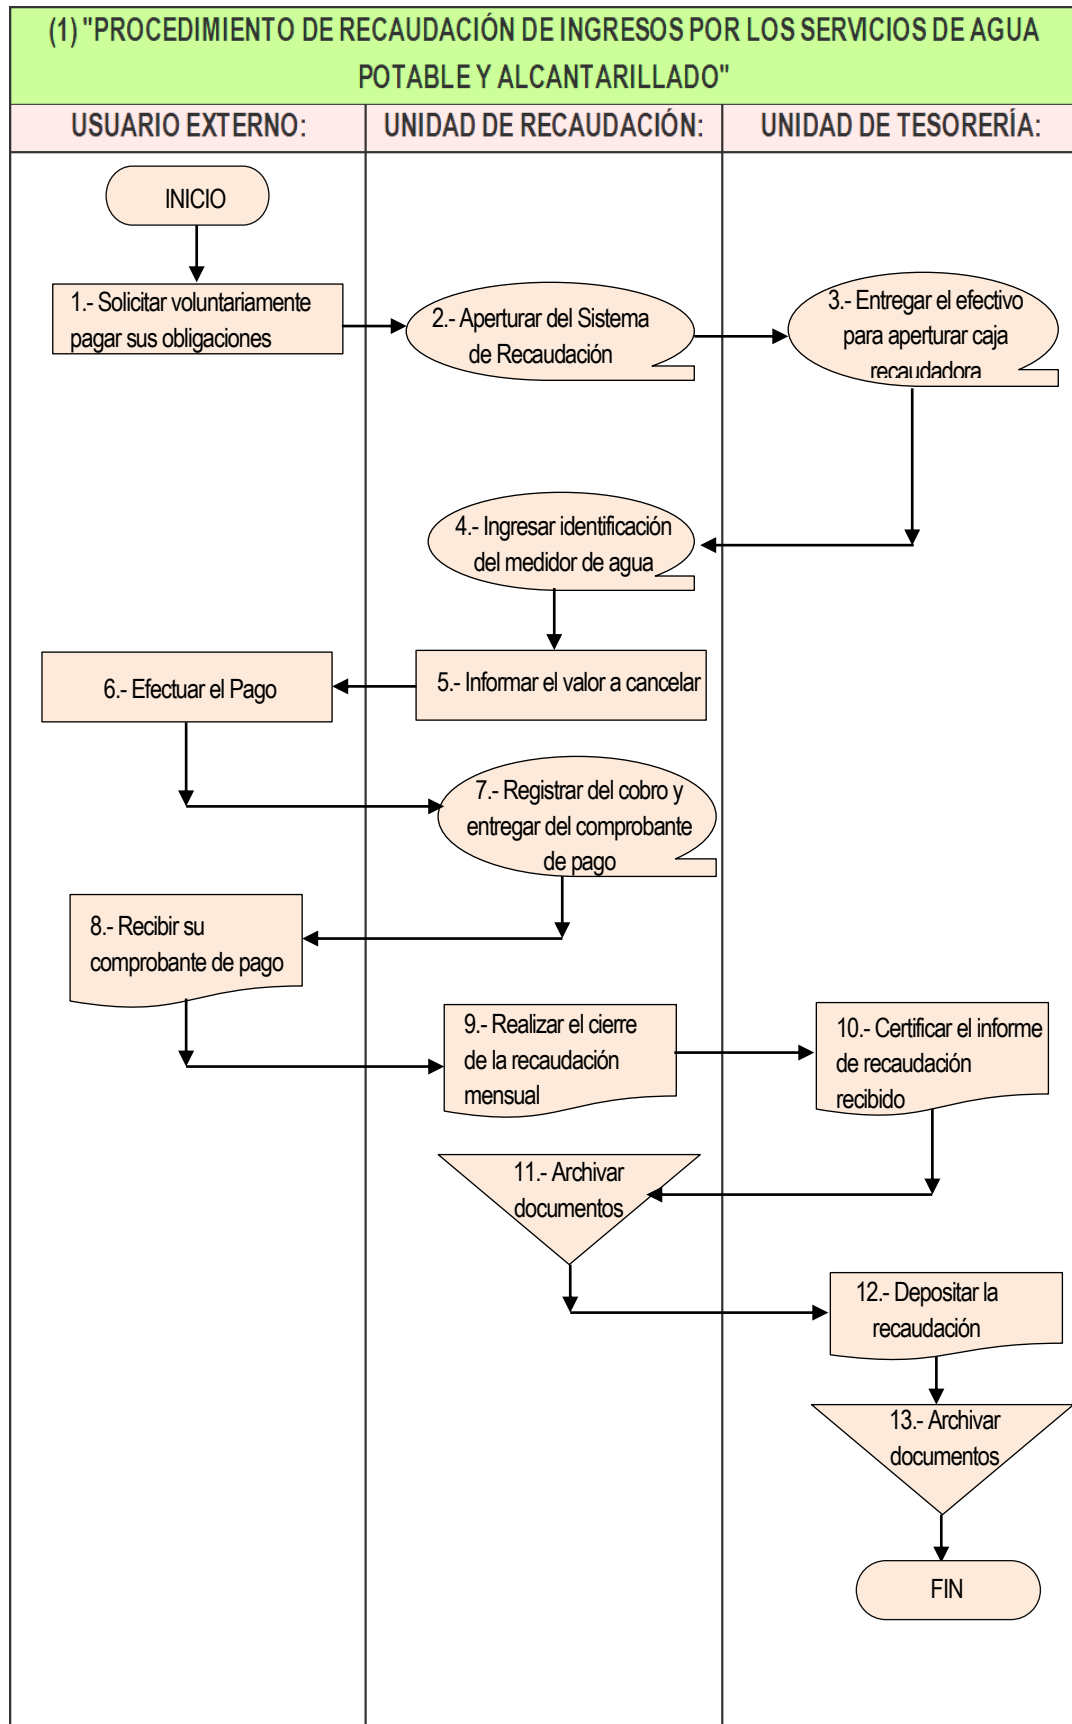 (1) "PROCEDIMIENTO DE RECAUDACIÓN DE INGRESOS POR LOS SERVICIOS DE AGUA
POTABLE Y ALCANTARILLADO"
USUARIO EXTERNO:
UNIDAD DE RECAUDACIÓN:
UNIDAD DE TESORERÍA:
INICIO
1.- Solicitar voluntariamente
pagar sus obligaciones
2.- Aperturar del Sistema
de Recaudación
3.- Entregar el efectivo
para aperturar caja
recaudadora
4.- Ingresar identificación
del medidor de agua
5.- Informar el valor a cancelar
6.- Efectuar el Pago
7.- Registrar del cobro y
entregar del comprobante
de pago
8.- Recibir su
comprobante de pago
9.- Realizar el cierre
de la recaudación
mensual
10.- Certificar el informe
de recaudación
recibido
11.- Archivar
documentos
12.- Depositar la
recaudación
13.- Archivar
documentos
FIN